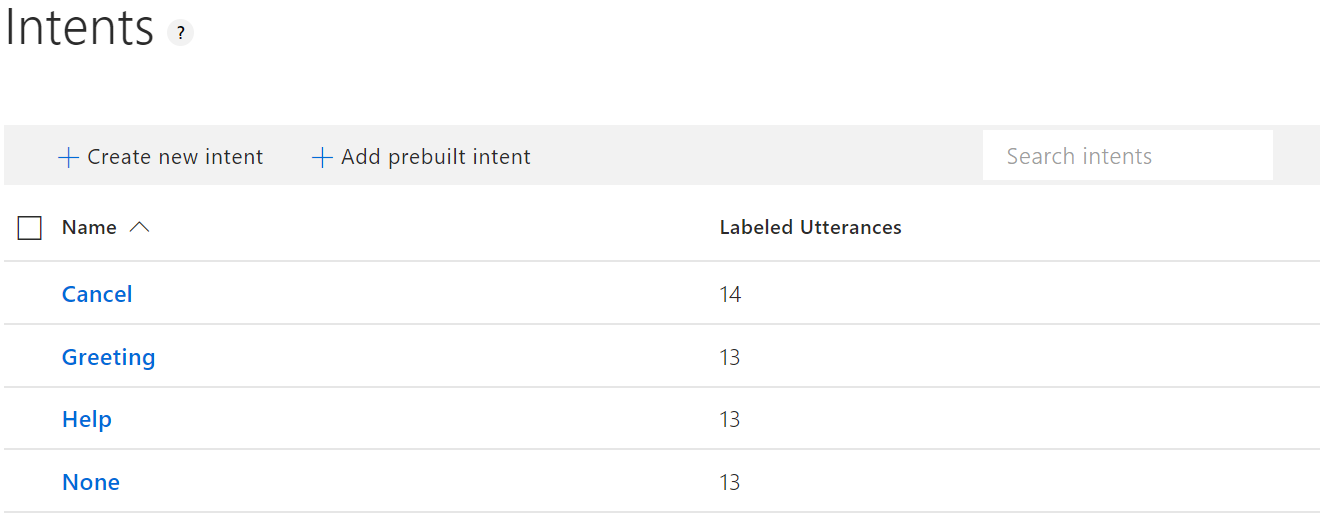 Intents ?
+ Create new intent + Add prebuilt intent Search intents
Name Labeled Utterances
Cancel 14
Greeting 13
Help 13
None 13